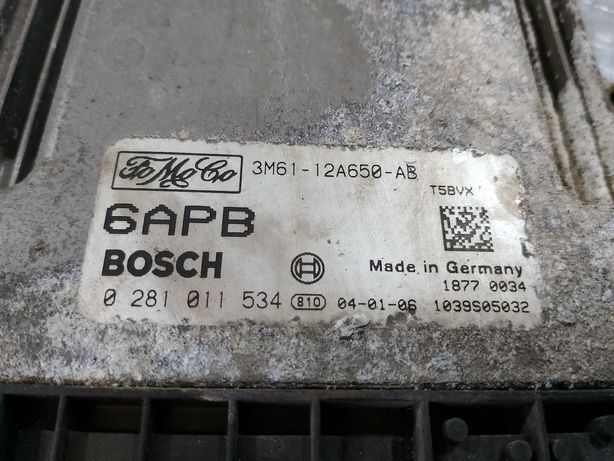 FoMoCo 3M61-12A650-AB
T5BVX
6APB
BOSCH Made in Germany
1877 0034
0 281 011 534 810 04-01-06 1039S05032